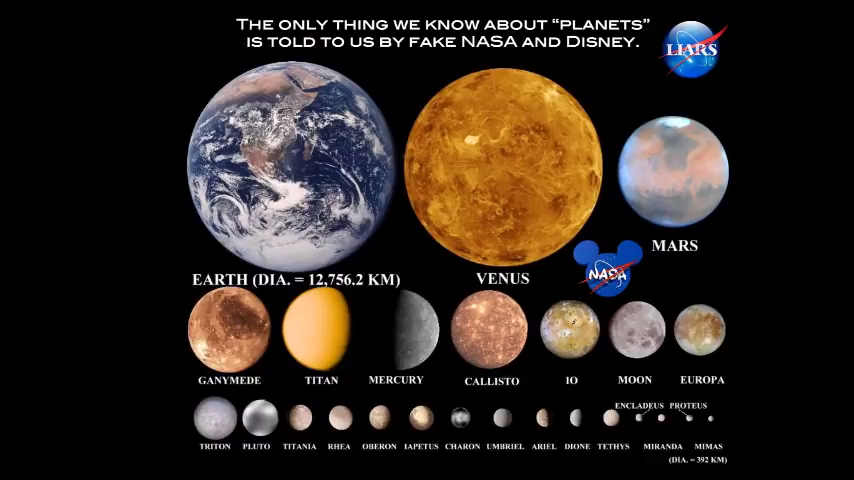 THE ONLY THING WE KNOW ABOUT “PLANETS”
IS TOLD TO US BY FAKE NASA AND DISNEY.
LIARS
MARS
EARTH (DIA. = 12,756.2 KM)
VENUS
NASA
GANYMEDE
TITAN
MERCURY
CALLISTO
IO
MOON
EUROPA
ENCLADEUS
PROTEUS
TRITON
PLUTO
TITANIA
RHEA
OBERON
IAPETUS
CHARON
UMBRIEL
ARIEL
DIONE
TETHYS
MIRANDA
MIMAS
(DIA. = 392 KM)